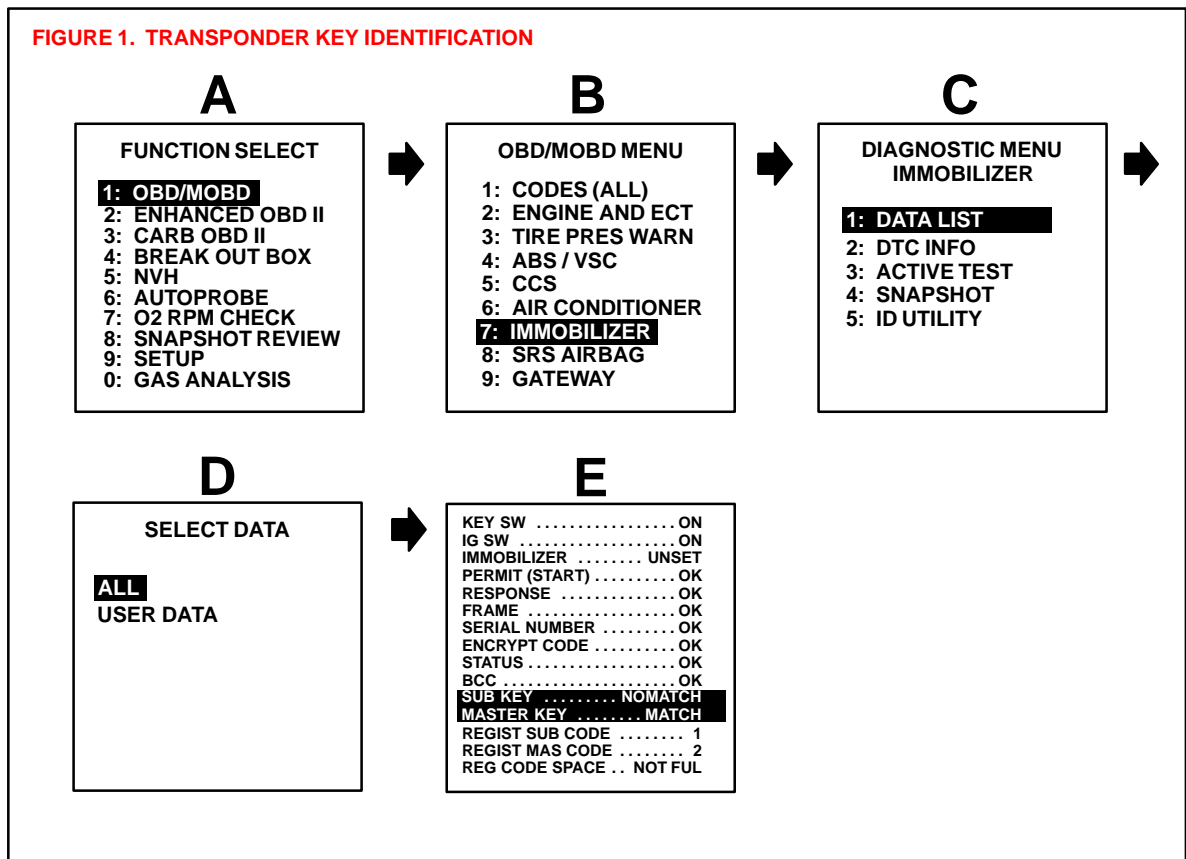 FIGURE 1. TRANSPONDER KEY IDENTIFICATION
A
FUNCTION SELECT
1: OBD/MOBD
2: ENHANCED OBD II
3: CARB OBD II
4: BREAK OUT BOX
5: NVH
6: AUTOPROBE
7: O2 RPM CHECK
8: SNAPSHOT REVIEW
9: SETUP
0: GAS ANALYSIS
B
OBD/MOBD MENU
1: CODES (ALL)
2: ENGINE AND ECT
3: TIRE PRES WARN
4: ABS / VSC
5: CCS
6: AIR CONDITIONER
7: IMMOBILIZER
8: SRS AIRBAG
9: GATEWAY
C
DIAGNOSTIC MENU
IMMOBILIZER
1: DATA LIST
2: DTC INFO
3: ACTIVE TEST
4: SNAPSHOT
5: ID UTILITY
D
SELECT DATA
ALL
USER DATA
E
KEY SW . . . . . . . . . . . . . . . . . ON
IG SW . . . . . . . . . . . . . . . . . . . ON
IMMOBILIZER . . . . . . . . UNSET
PERMIT (START) . . . . . . . . . . OK
RESPONSE . . . . . . . . . . . . . . OK
FRAME . . . . . . . . . . . . . . . . . . OK
SERIAL NUMBER . . . . . . . . . OK
ENCRYPT CODE . . . . . . . . . . OK
STATUS . . . . . . . . . . . . . . . . . . OK
BCC . . . . . . . . . . . . . . . . . . . . . OK
SUB KEY . . . . . . . . . NOMATCH
MASTER KEY . . . . . . . . MATCH
REGIST SUB CODE . . . . . . . . 1
REGIST MAS CODE . . . . . . . . 2
REG CODE SPACE . . NOT FUL